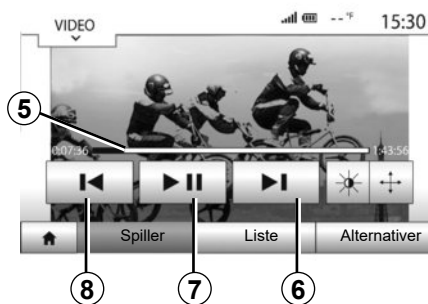 VIDEO -- °F 15:30
5
0:07:36 1:43:56
Spiller Liste Alternativer
8 7 6